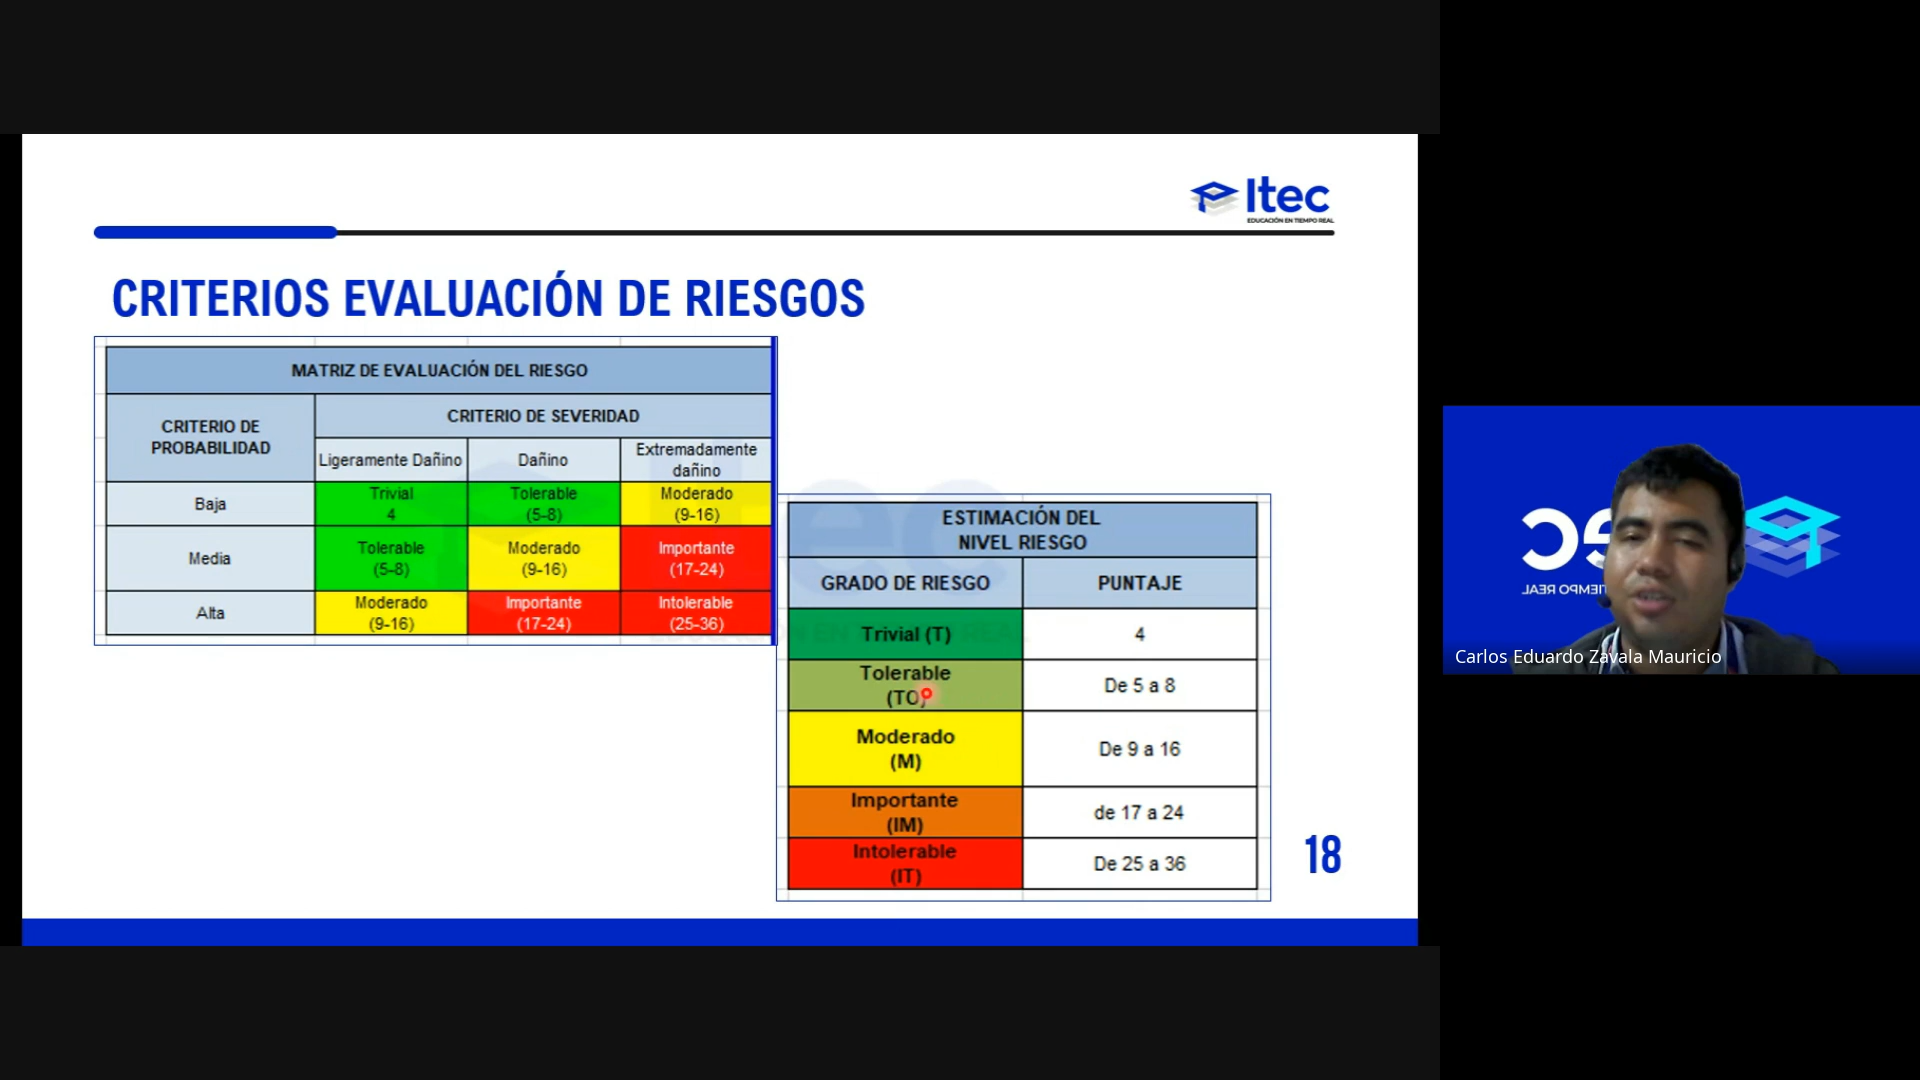 Itec
EDUCACIÓN EN TIEMPO REAL
CRITERIOS EVALUACIÓN DE RIESGOS
MATRIZ DE EVALUACIÓN DEL RIESGO
CRITERIO DE
PROBABILIDAD
CRITERIO DE SEVERIDAD
Ligeramente Dañino
Dañino
Extremadamente
dañino
Baja
Trivial
4
Tolerable
(5-8)
Moderado
(9-16)
Media
Tolerable
(5-8)
Moderado
(9-16)
Importante
(17-24)
Alta
Moderado
(9-16)
Importante
(17-24)
Intolerable
(25-36)
ESTIMACIÓN DEL
NIVEL RIESGO
GRADO DE RIESGO
PUNTAJE
Trivial (T)
4
Tolerable
(TO)
De 5 a 8
Moderado
(M)
De 9 a 16
Importante
(IM)
de 17 a 24
Intolerable
(IT)
De 25 a 36
18
TIEMPO REAL
Carlos Eduardo Zavala Mauricio